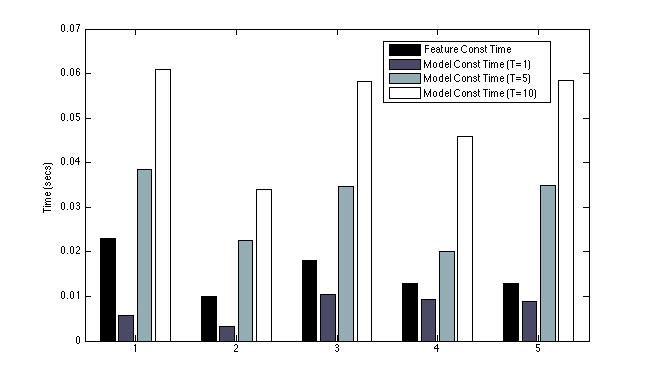 0.07
Feature Const Time
Model Const Time (T=1)
Model Const Time (T=5)
Model Const Time (T=10)
0.06
0.05
0.04
Time (secs)
0.03
0.02
0.01
0
1 2 3 4 5